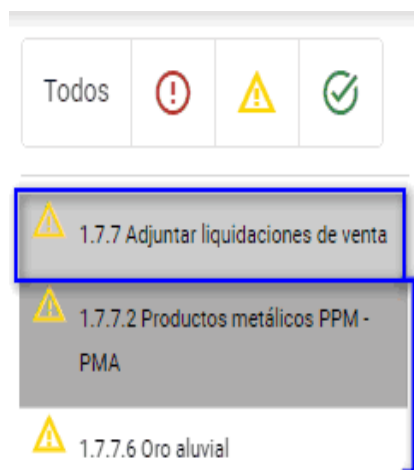 Todos
1.7.7 Adjuntar liquidaciones de venta
1.7.7.2 Productos metálicos PPM -
PMA
1.7.7.6 Oro aluvial